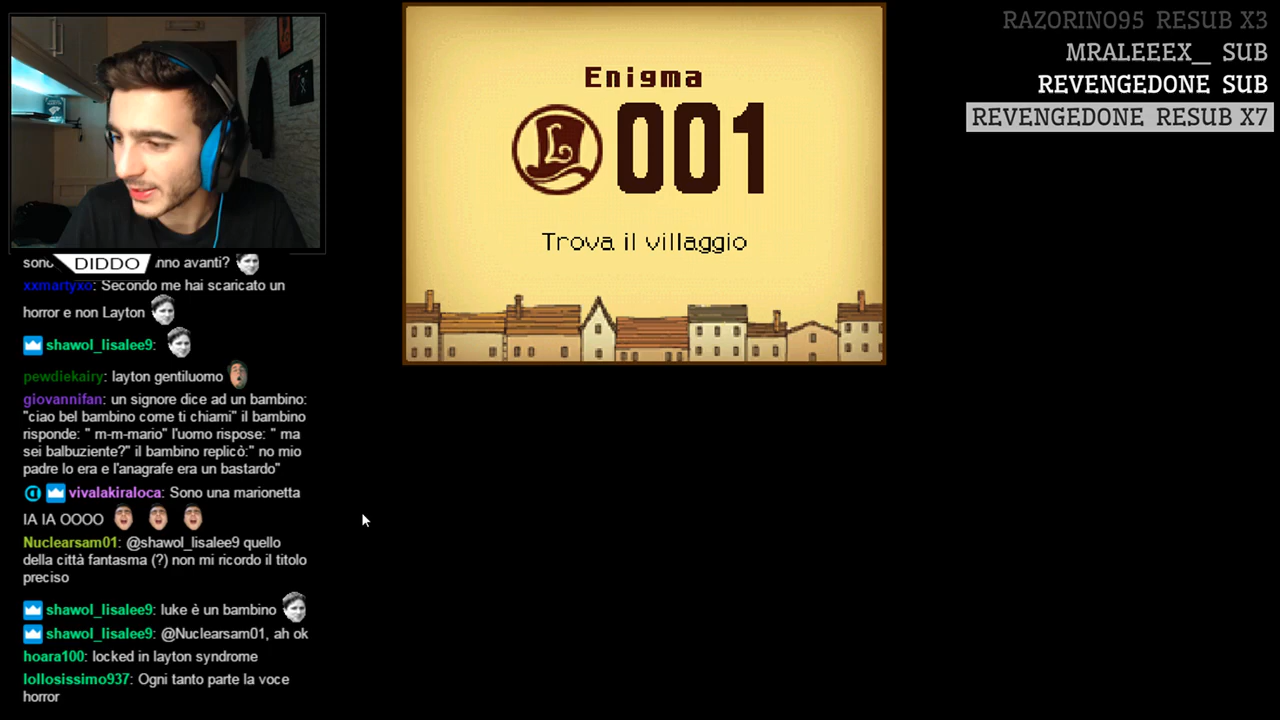 DIDDO
sono nno avanti?
xxmartyxo: Secondo me hai scaricato un
horror e non Layton
shawol_lisalee9:
pewdiekairy: layton gentiluomo
giovannifan: un signore dice ad un bambino:
"ciao bel bambino come ti chiami" il bambino
risponde: " m-m-mario" l'uomo rispose: " ma
sei balbuziente?" il bambino replicò:" no mio
padre lo era e l'anagrafe era un bastardo"
vivalakiraloca: Sono una marionetta
IA IA OOOO
Nuclearsam01: @shawol_lisalee9 quello
della città fantasma (?) non mi ricordo il titolo
preciso
shawol_lisalee9: luke è un bambino
shawol_lisalee9: @Nuclearsam01, ah ok
hoara100: locked in layton syndrome
lollosissimo937: Ogni tanto parte la voce
horror
Enigma
L 001
Trova il villaggio
RAZORINO95 RESUB X3
MRALEEEX_ SUB
REVENGEDONE SUB
REVENGEDONE RESUB X7